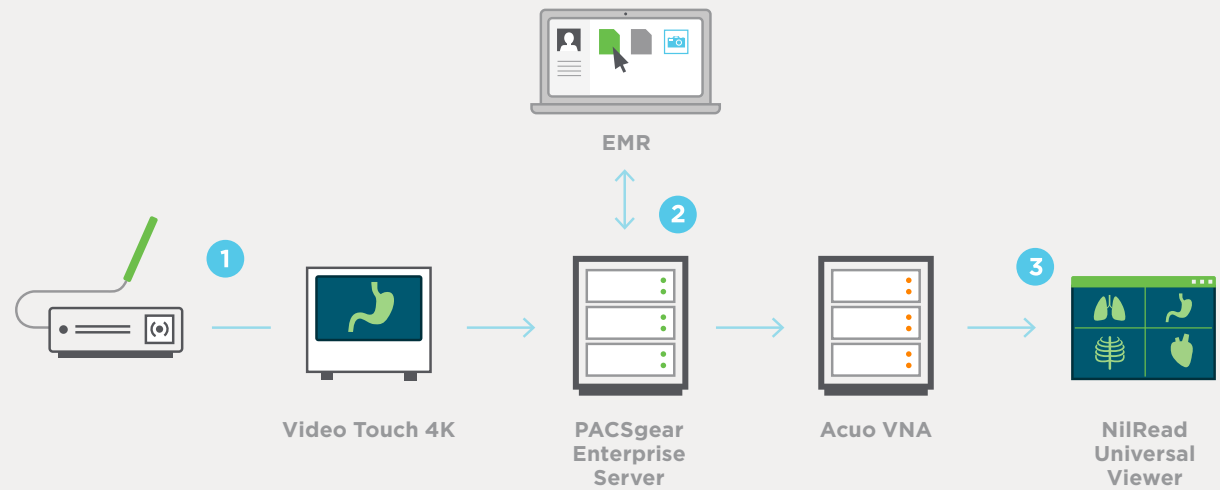 EMR
2
1
3
Video Touch 4K
PACSgear
Enterprise
Server
Acuo VNA
NilRead
Universal
Viewer